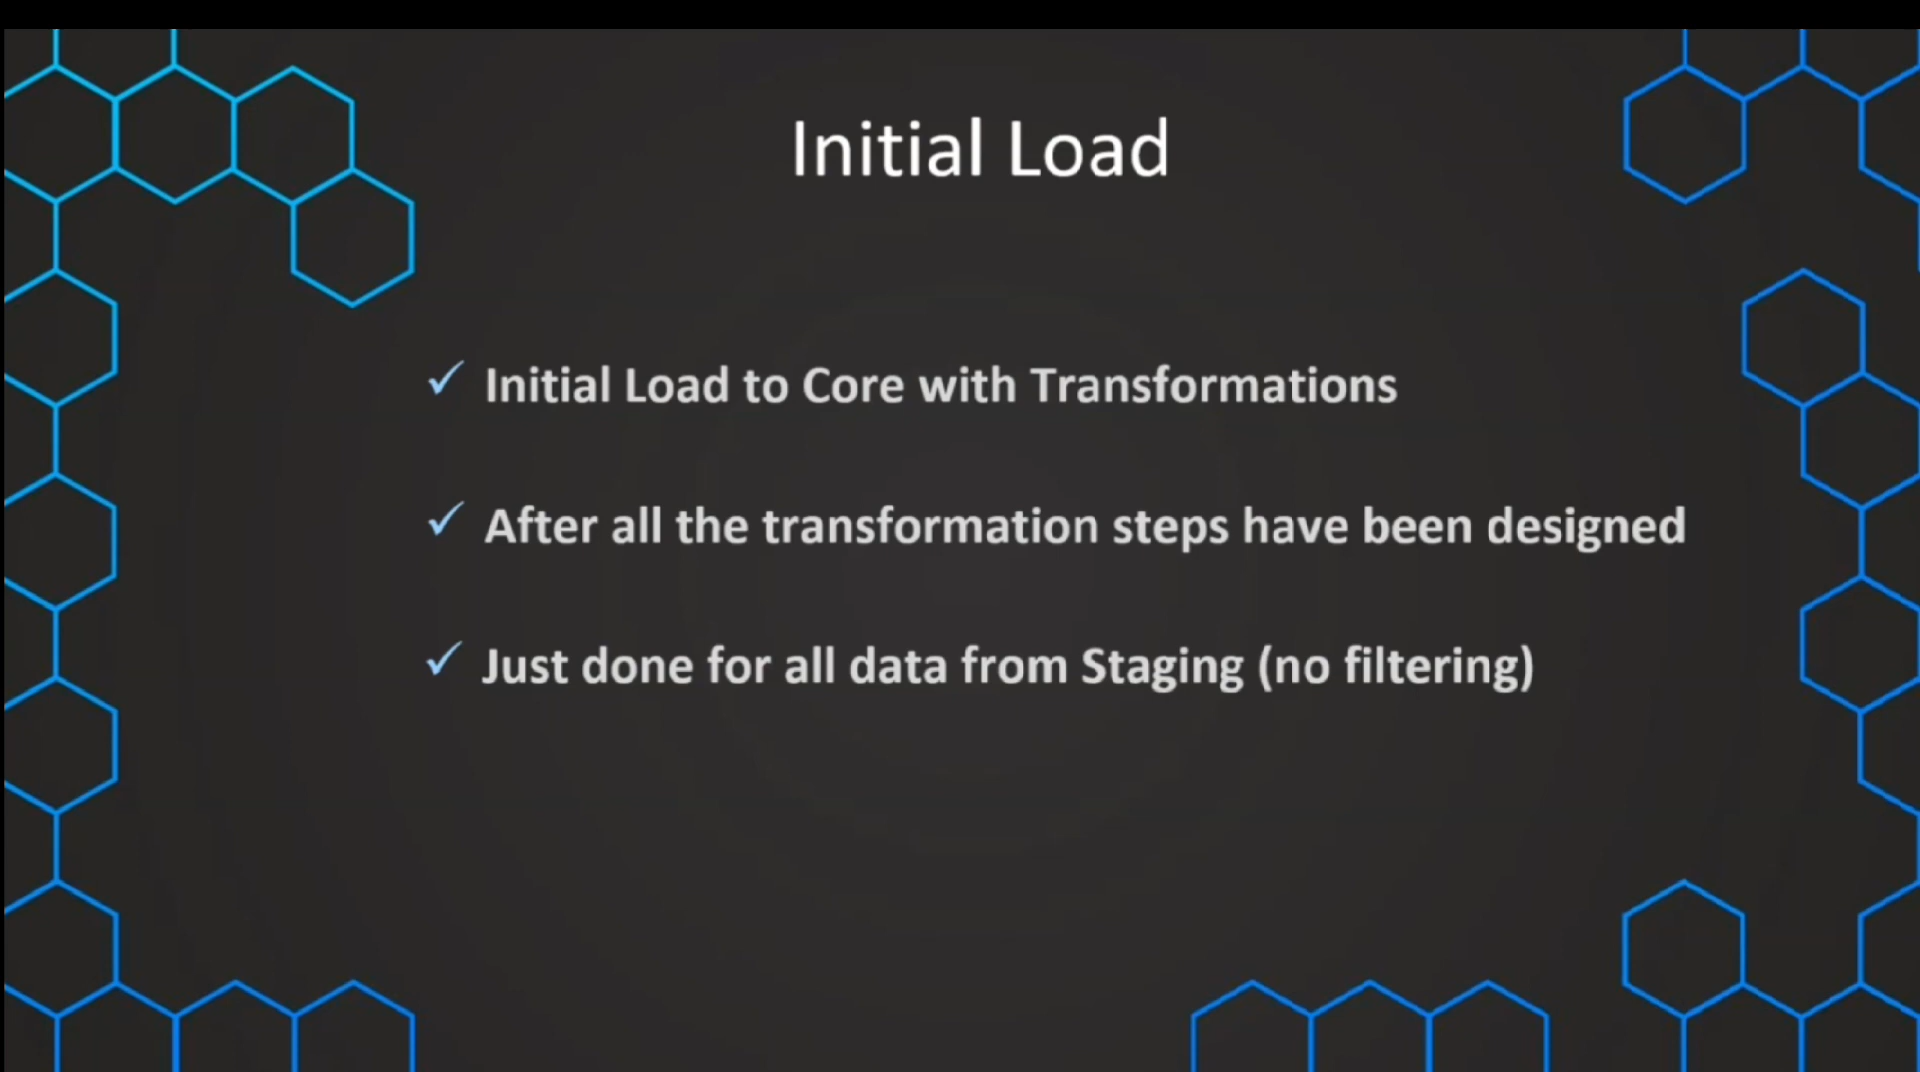 Initial Load
Initial Load to Core with Transformations
After all the transformation steps have been designed
Just done for all data from Staging (no filtering)